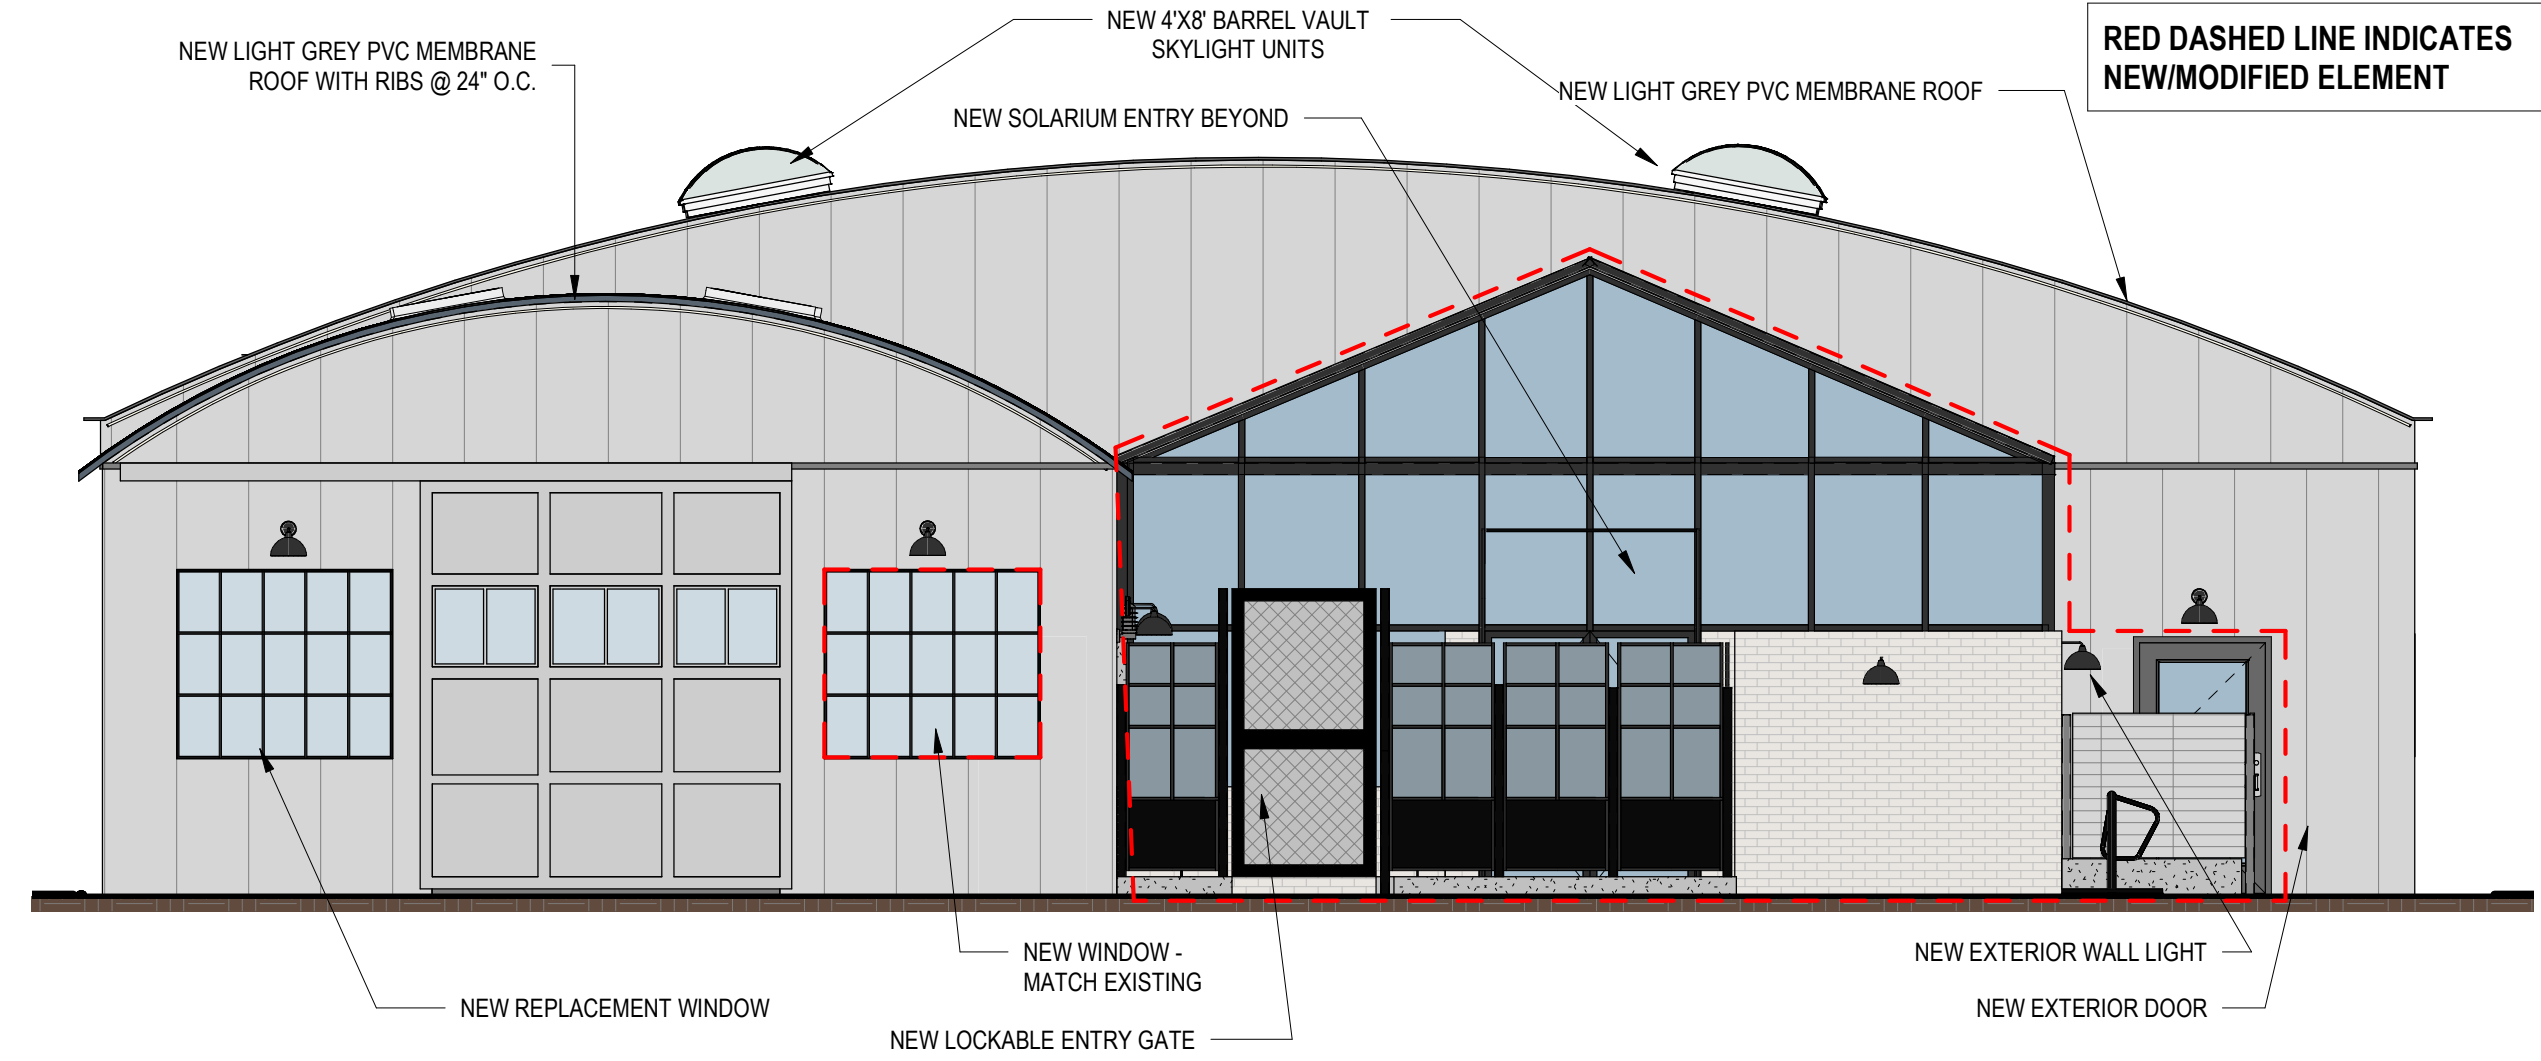 NEW 4'X8' BARREL VAULT
SKYLIGHT UNITS
RED DASHED LINE INDICATES
NEW/MODIFIED ELEMENT
NEW LIGHT GREY PVC MEMBRANE
ROOF WITH RIBS @ 24" O.C.
NEW LIGHT GREY PVC MEMBRANE ROOF
NEW SOLARIUM ENTRY BEYOND
NEW WINDOW -
MATCH EXISTING
NEW EXTERIOR WALL LIGHT
NEW REPLACEMENT WINDOW
NEW EXTERIOR DOOR
NEW LOCKABLE ENTRY GATE